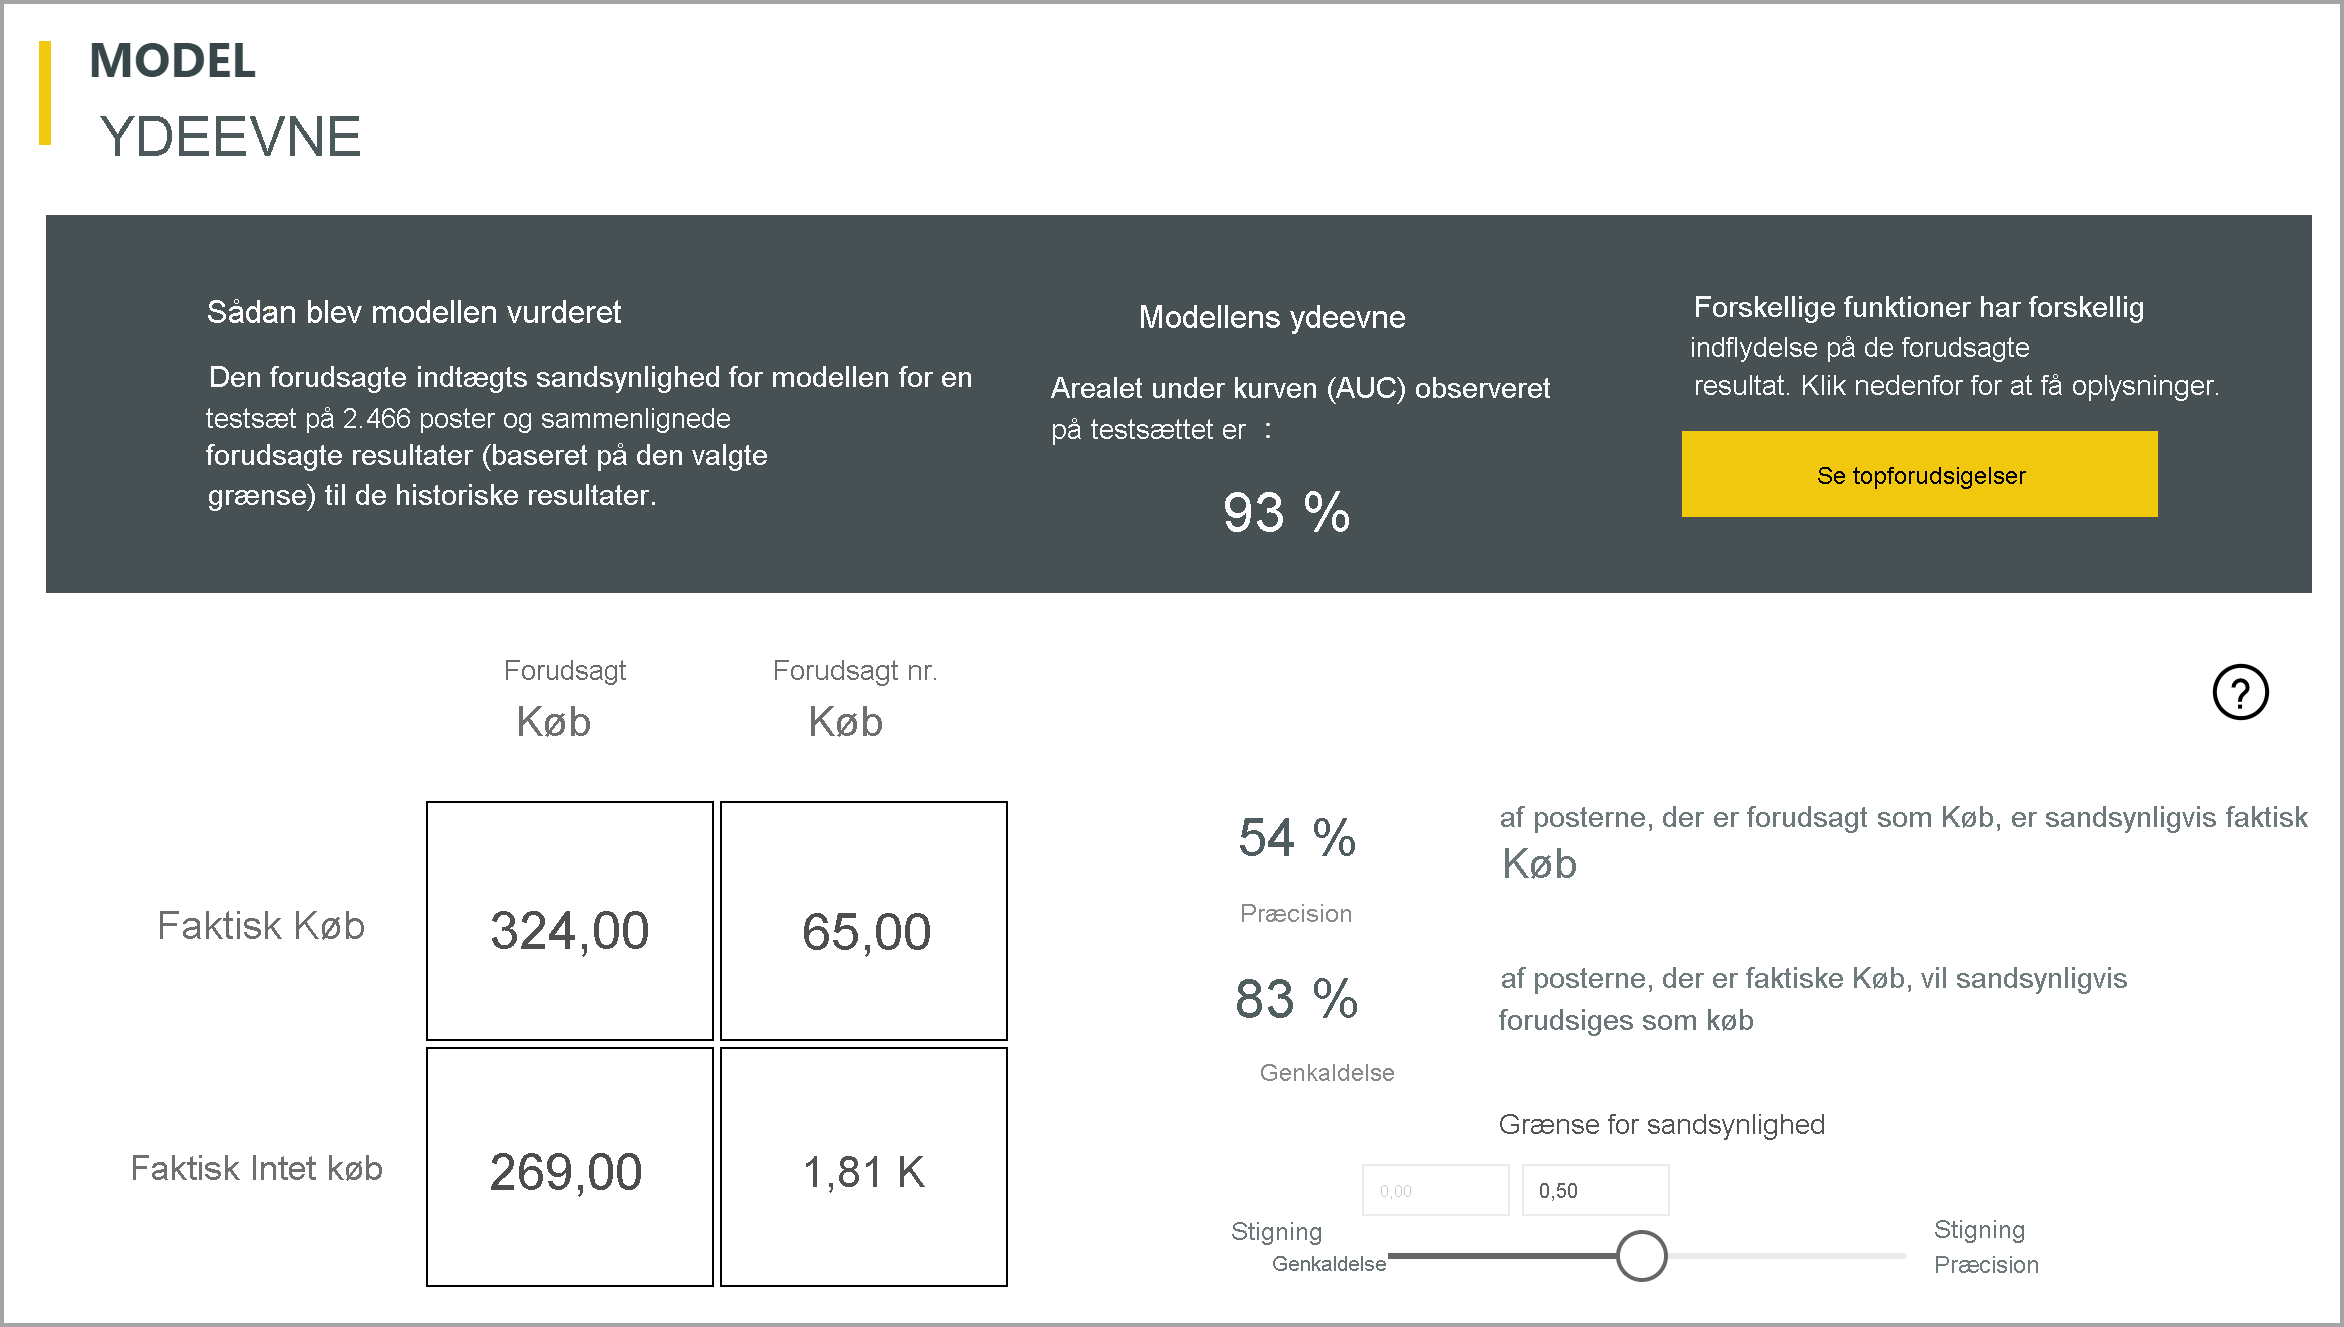 MODEL
YDEEVNE
Sådan blev modellen vurderet
Den forudsagte indtægts sandsynlighed for modellen for en
testsæt på 2.466 poster og sammenlignede
forudsagte resultater (baseret på den valgte
grænse) til de historiske resultater.
Modellens ydeevne
Arealet under kurven (AUC) observeret
på testsættet er :
93 %
Forskellige funktioner har forskellig
indflydelse på de forudsagte
resultat. Klik nedenfor for at få oplysninger.
Se topforudsigelser
Forudsagt
Køb
Forudsagt nr.
Køb
?
Faktisk Køb
324,00
65,00
Faktisk Intet køb
269,00
1,81 K
54 %
Præcision
af posterne, der er forudsagt som Køb, er sandsynligvis faktisk
Køb
83 %
Genkaldelse
af posterne, der er faktiske Køb, vil sandsynligvis
forudsiges som køb
Grænse for sandsynlighed
0,00
0,50
Stigning
Genkaldelse
Stigning
Præcision